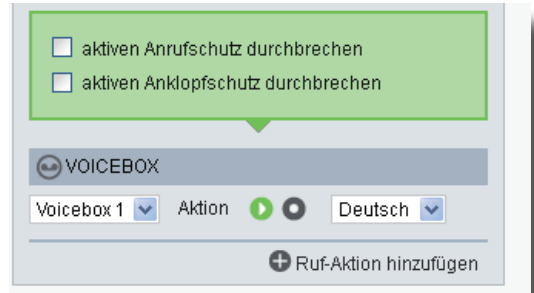 aktiven Anrufschutz durchbrechen
aktiven Anklopfschutz durchbrechen
VOICEBOX
Voicebox 1 Aktion Deutsch
Ruf-Aktion hinzufügen